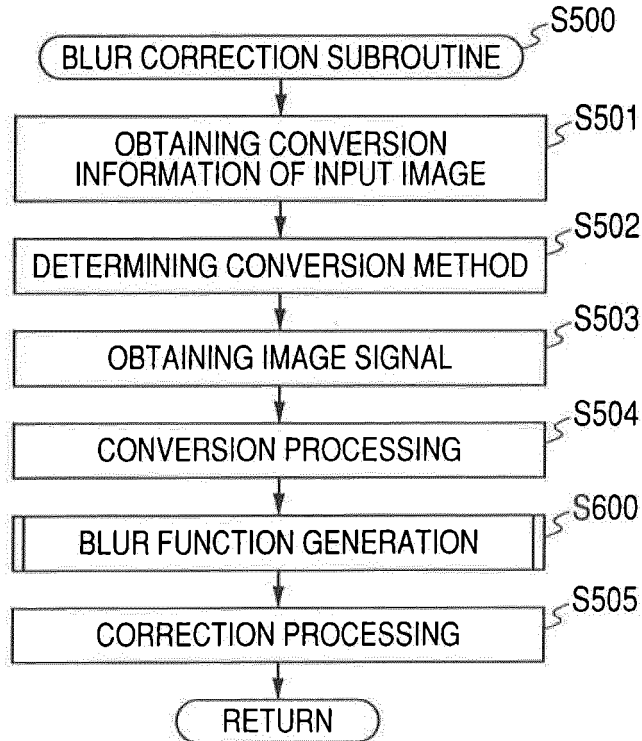 S500
BLUR CORRECTION SUBROUTINE
S501
OBTAINING CONVERSION
INFORMATION OF INPUT IMAGE
S502
DETERMINING CONVERSION METHOD
S503
OBTAINING IMAGE SIGNAL
S504
CONVERSION PROCESSING
S600
BLUR FUNCTION GENERATION
S505
CORRECTION PROCESSING
RETURN